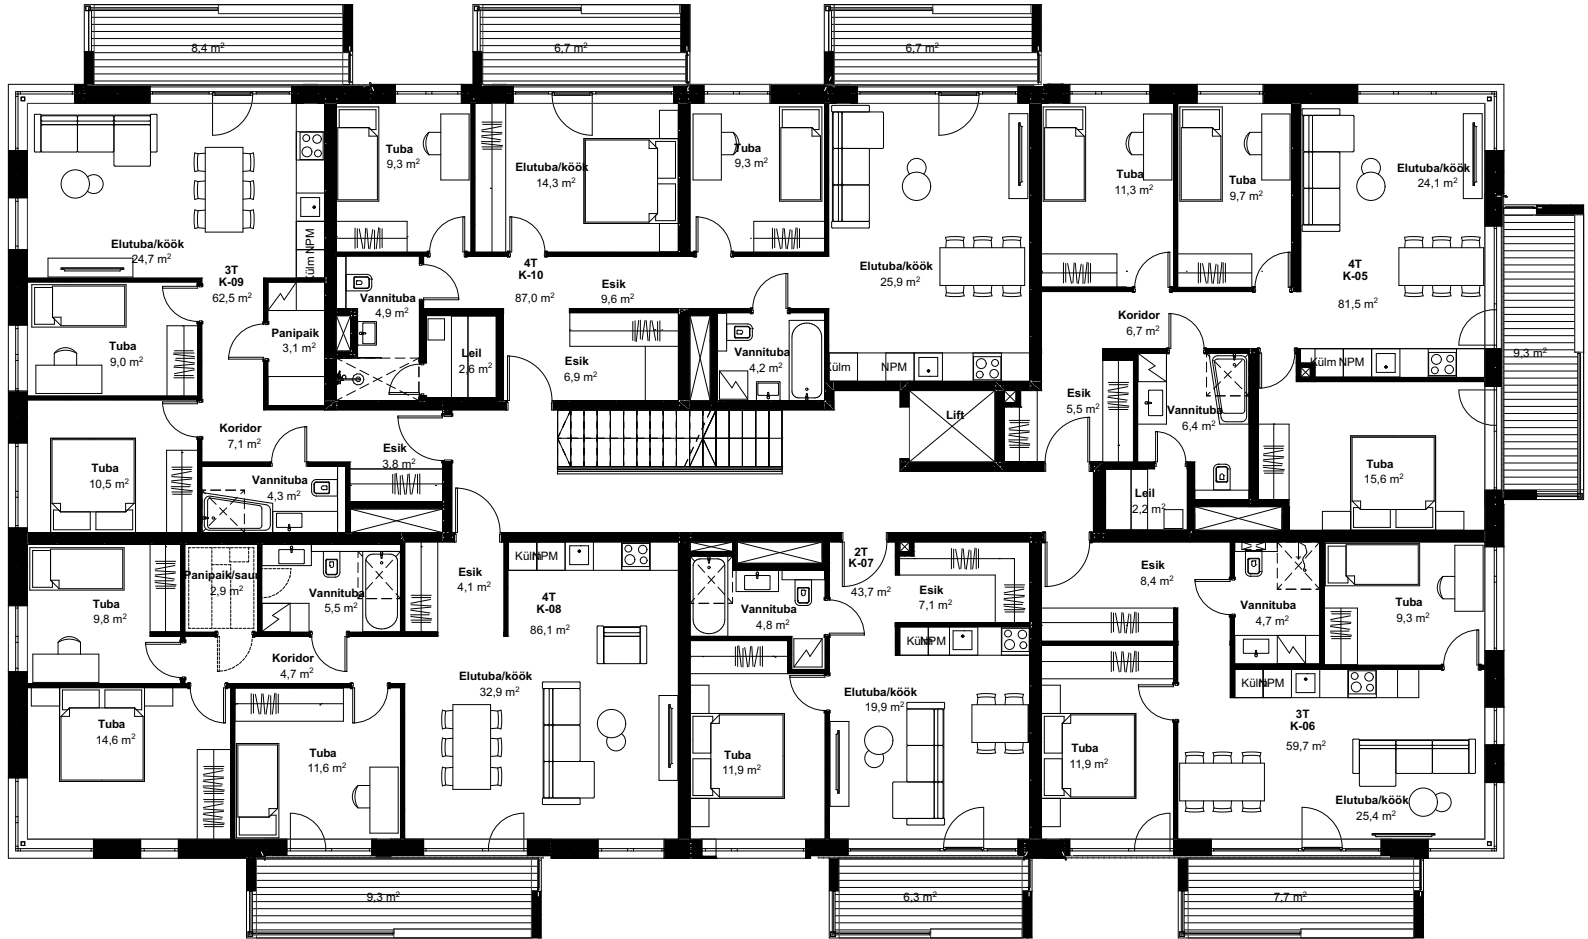 8,4 m²
6,7 m²
6,7 m²
Elutuba/köök
24,7 m²
3T
K-09
62,5 m²
Külm NPM
Tuba
9,0 m²
Panipaik
3,1 m²
Tuba
10,5 m²
Koridor
7,1 m²
Vannituba
4,3 m²
Esik
3,8 m²
Tuba
9,3 m²
Elutuba/köök
14,3 m²
Tuba
9,3 m²
4T
K-10
87,0 m²
Esik
9,6 m²
Vannituba
4,9 m²
Leil
2,6 m²
Esik
6,9 m²
Vannituba
4,2 m²
Elutuba/köök
25,9 m²
Külm
NPM
Lift
Tuba
11,3 m²
Tuba
9,7 m²
Elutuba/köök
24,1 m²
4T
K-05
81,5 m²
Koridor
6,7 m²
Külm NPM
9,3 m²
Esik
5,5 m²
Vannituba
6,4 m²
Tuba
15,6 m²
Leil
2,2 m²
Tuba
9,8 m²
Panipaik/saun
2,9 m²
Vannituba
5,5 m²
Koridor
4,7 m²
Tuba
14,6 m²
Tuba
11,6 m²
Esik
4,1 m²
Külm
NPM
4T
K-08
86,1 m²
Elutuba/köök
32,9 m²
2T
K-07
43,7 m²
Vannituba
4,8 m²
Esik
7,1 m²
Külm
NPM
Elutuba/köök
19,9 m²
Tuba
11,9 m²
Esik
8,4 m²
Vannituba
4,7 m²
Tuba
9,3 m²
Külm
NPM
3T
K-06
59,7 m²
Tuba
11,9 m²
Elutuba/köök
25,4 m²
9,3 m²
6,3 m²
7,7 m²